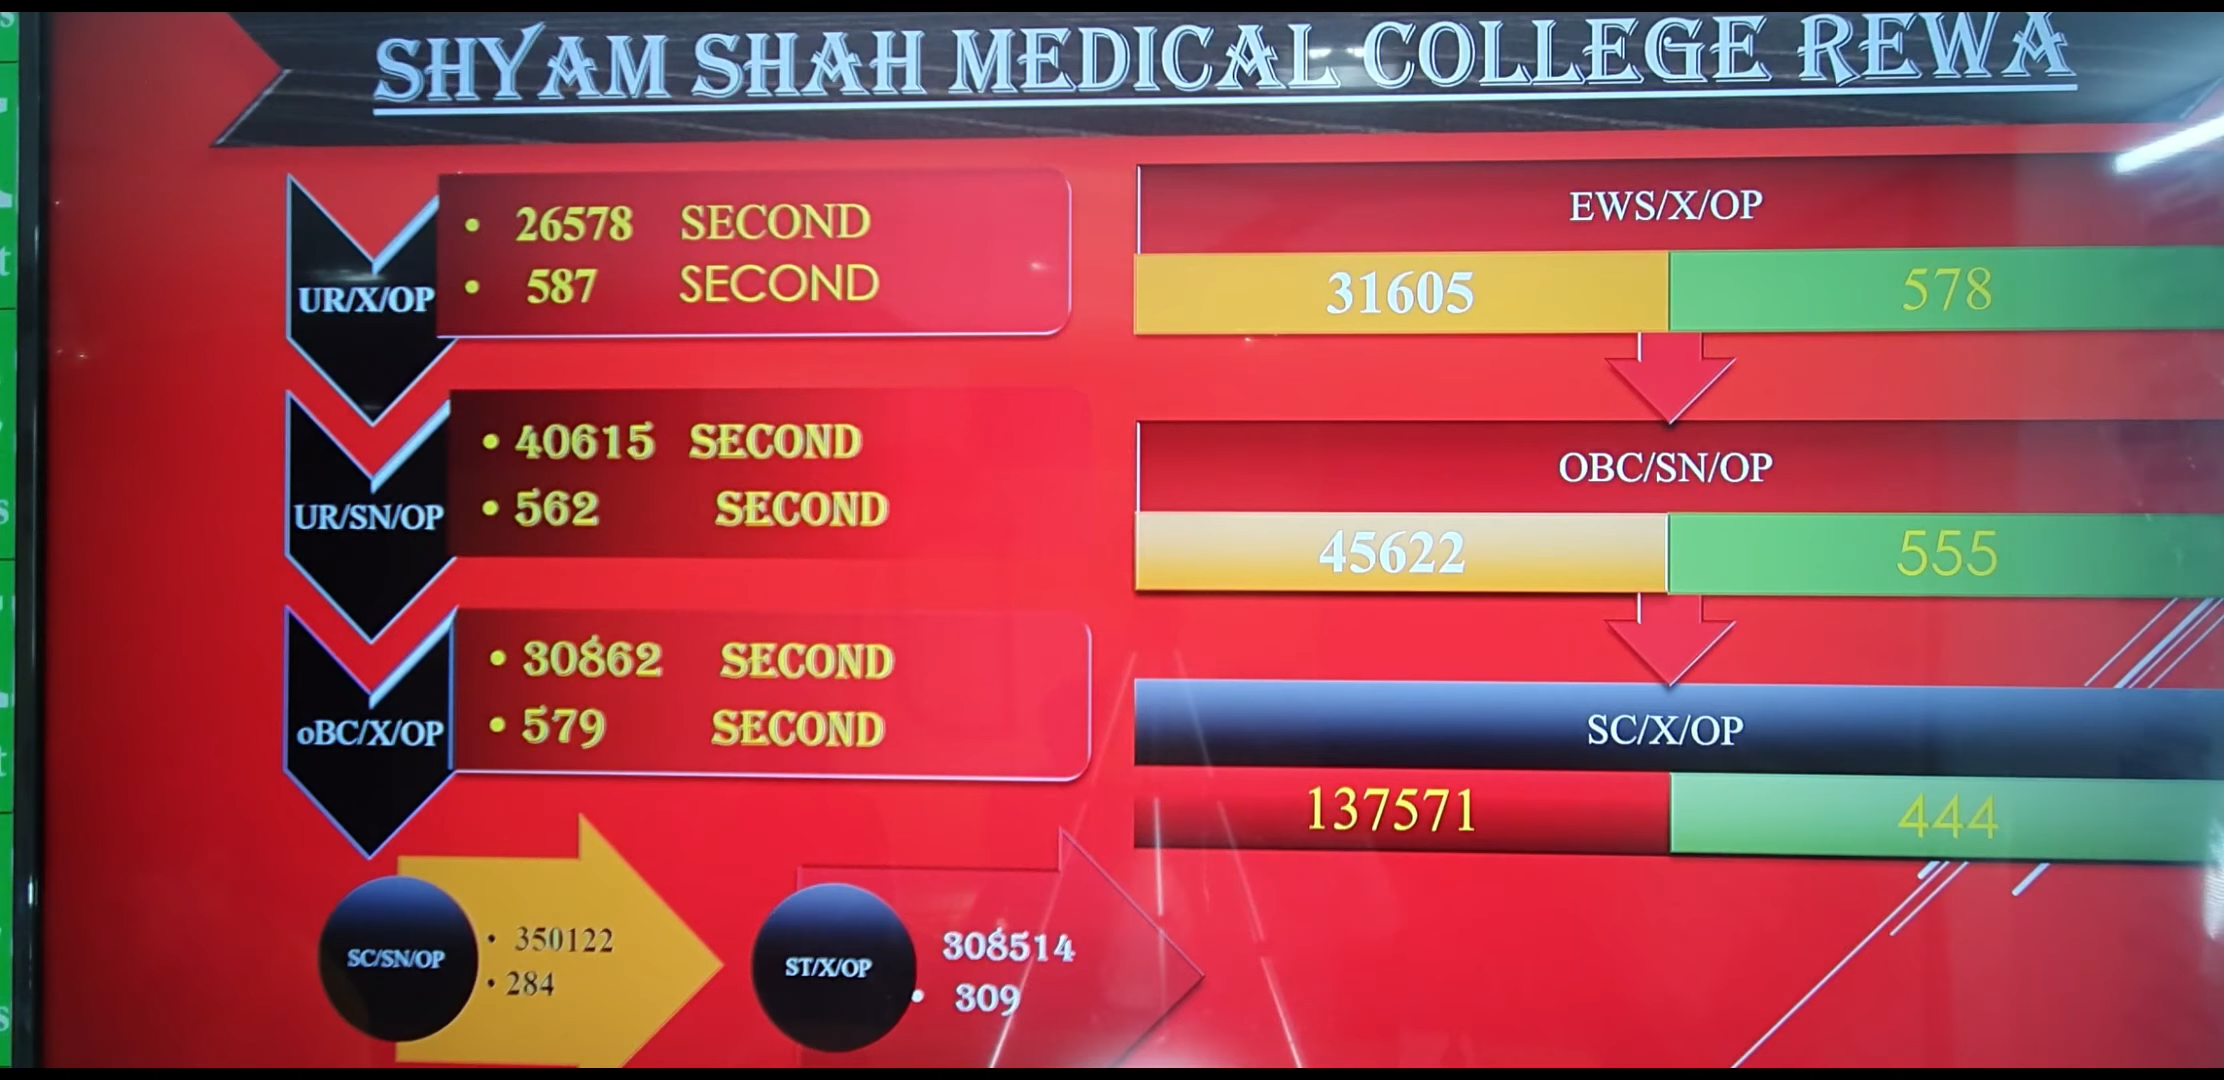 SHYAM SHAH MEDICAL COLLEGE REWA
UR/X/OP
• 26578 SECOND
• 587 SECOND
UR/SN/OP
• 40615 SECOND
• 562 SECOND
oBC/X/OP
• 30862 SECOND
• 579 SECOND
SC/SN/OP
• 350122
• 284
ST/X/OP
308514
• 309
EWS/X/OP
31605 578
OBC/SN/OP
45622 555
SC/X/OP
137571 444